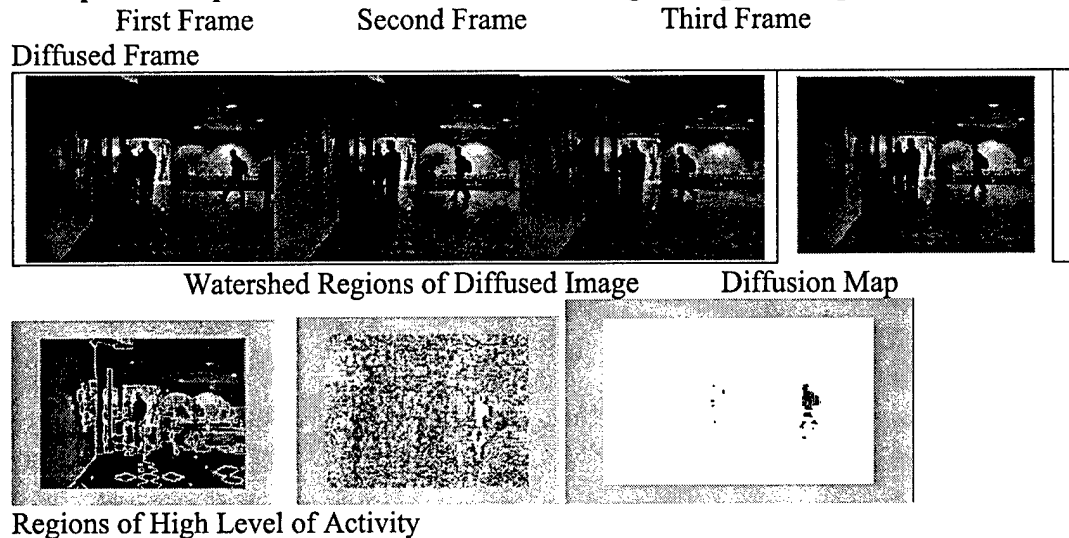 First Frame Second Frame Third Frame
Diffused Frame
Watershed Regions of Diffused Image Diffusion Map
Regions of High Level of Activity